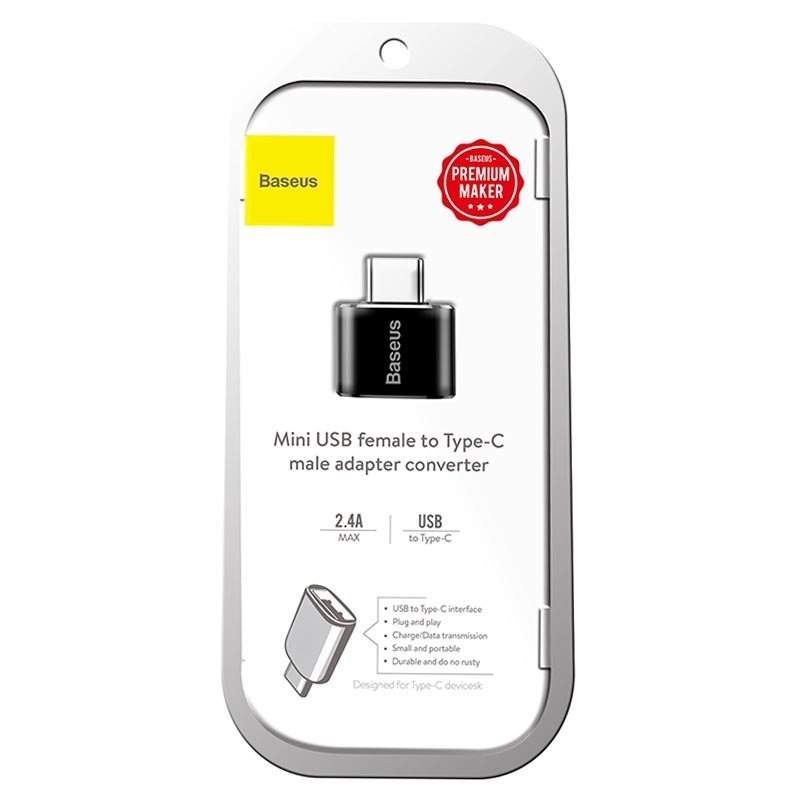 Baseus
-BASEUS-
PREMIUM
MAKER
Baseus
Mini USB female to Type-C
male adapter converter
2.4A
MAX
USB
to Type-C
• USB to Type-C interface
• Plug and play
• Charge/Data transmission
• Small and portable
• Durable and do no rusty
Designed for Type-C devicesk